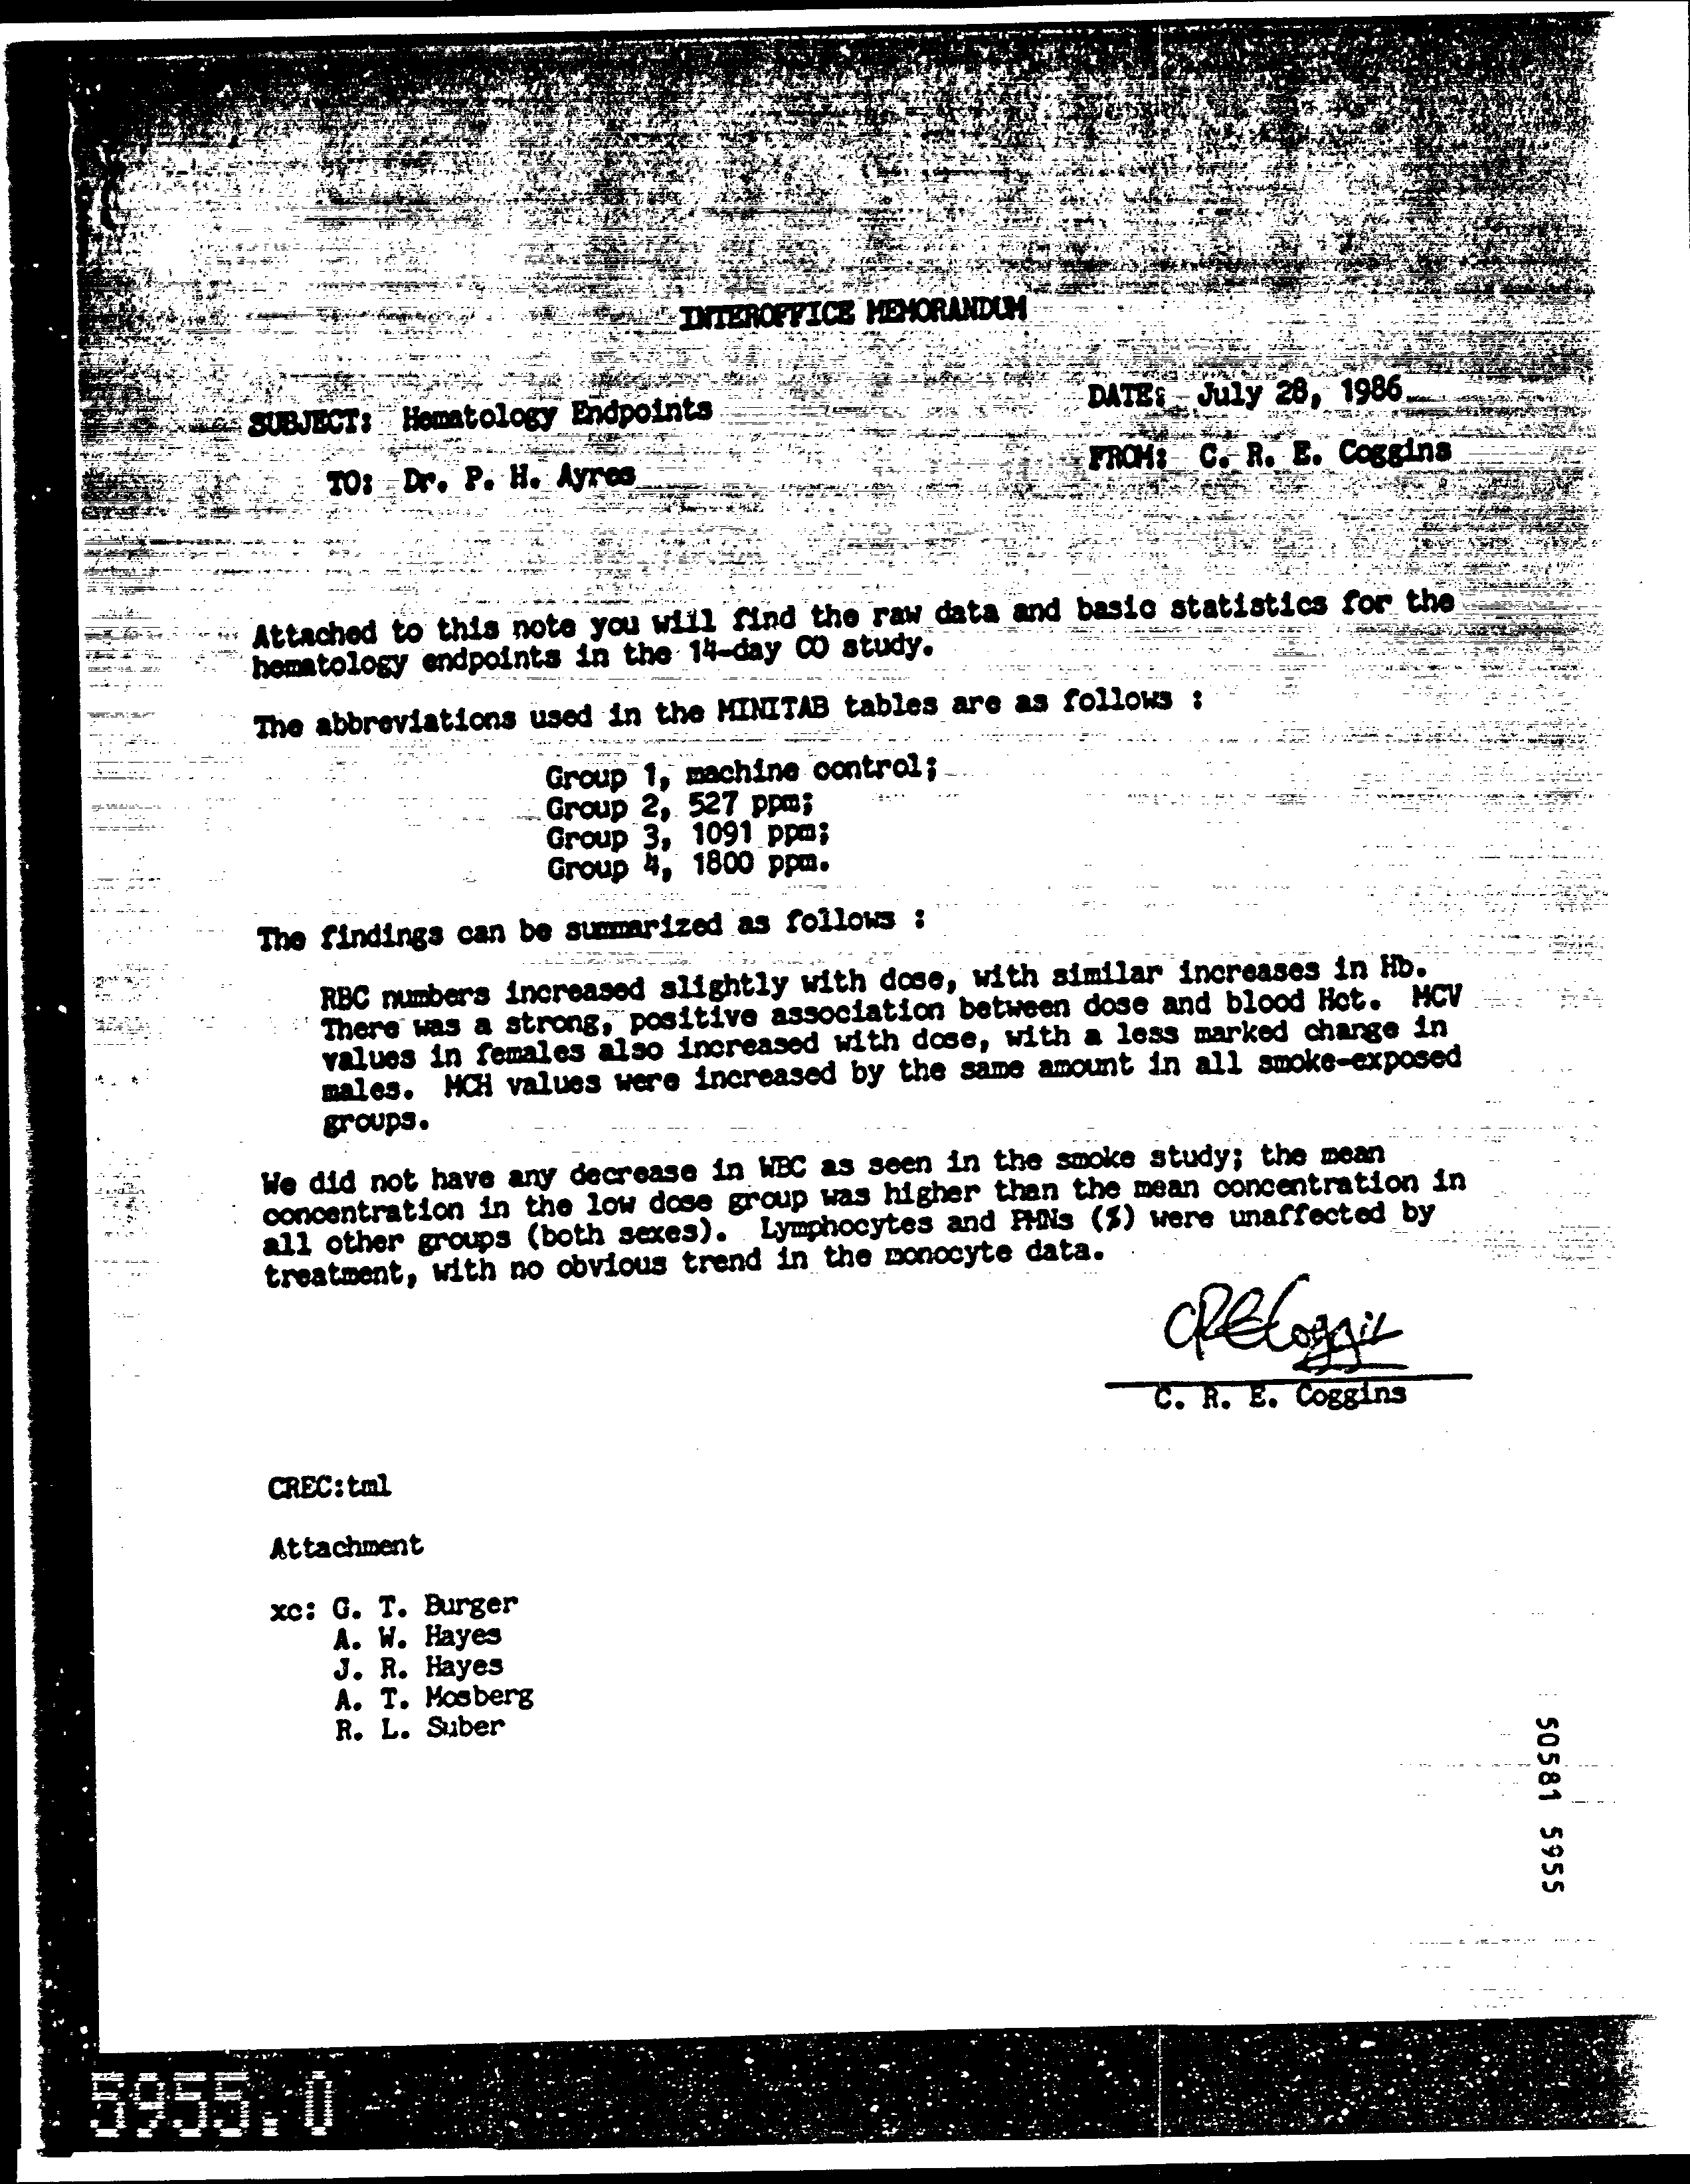 INTEROFFICE MEMORANDUM
DATE: July 28, 1986
SUBJECT: Hematology Endpoints
FROM: C. R. E. Coggins
TO: Dr. P. H. Ayres
Attached to this note you will find the raw data and basic statistics for the
hematology endpoints in the 14-day CO study.
The abbreviations used in the MINITAB tables are as follows :
Group 1, machine control;
Group 2, 527 ppm;
Group 3, 1091 ppm;
Group 4, 1800 ppm.
The findings can be summarized as follows :
RBC numbers increased slightly with dose, with similar increases in Hb.
There was a strong, positive association between dose and blood Hct. MCV
values in females also increased with dose, with a less marked change in
males. MCH values were increased by the same amount in all smoke-exposed
groups.
We did not have any decrease in WBC as seen in the smoke study; the mean
concentration in the low dose group was higher than the mean concentration in
all other groups (both sexes). Lymphocytes and PMNs (%) were unaffected by
treatment, with no obvious trend in the monocyte data.
CRECoggins
C. R. E. Coggins
CREC:tml
Attachment
xc: G. T. Burger
A. W. Hayes
J. R. Hayes
A. T. Mosberg
R. L. Suber
50581 5955
5955.0